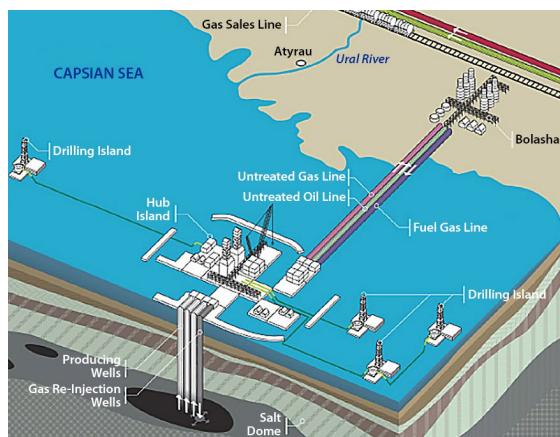 Gas Sales Line
Atyrau
Ural River
CAPSIAN SEA
Bolasha
Drilling Island
Untreated Gas Line
Untreated Oil Line
Hub
Island
Fuel Gas Line
Drilling Island
Producing
Wells
Gas Re-Injection
Wells
Salt
Dome